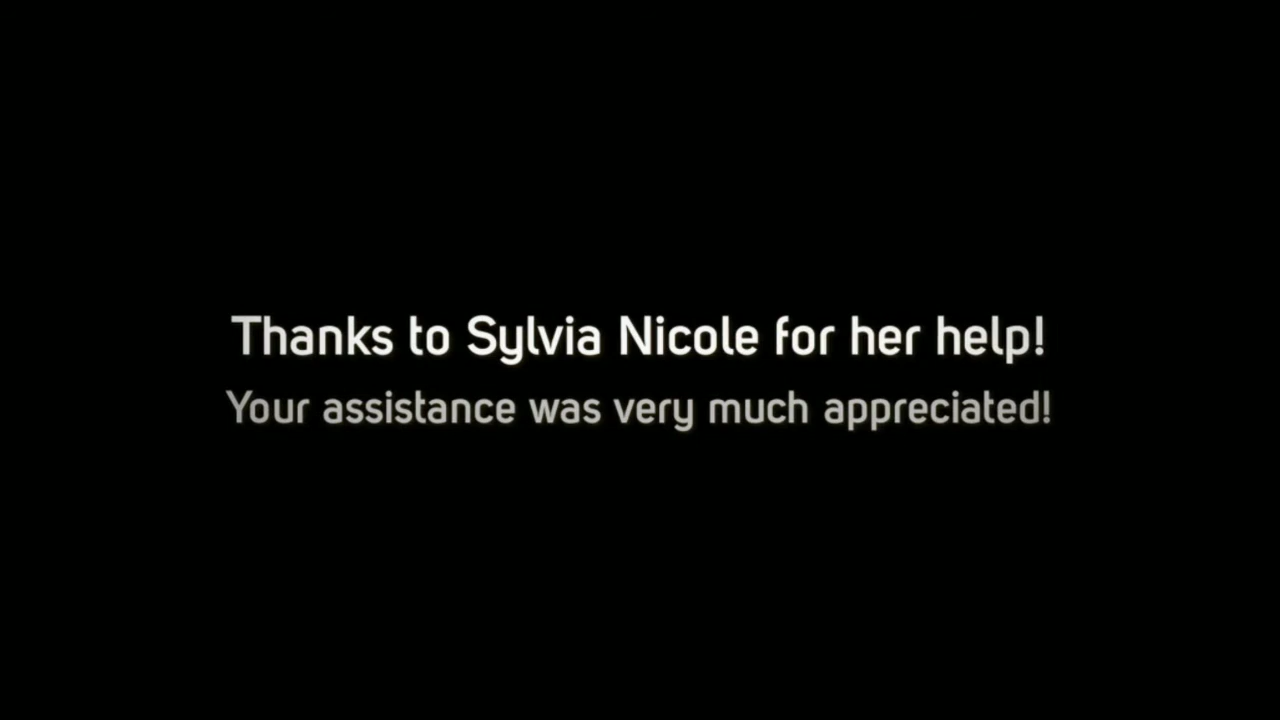 Thanks to Sylvia Nicole for her help!
Your assistance was very much appreciated!